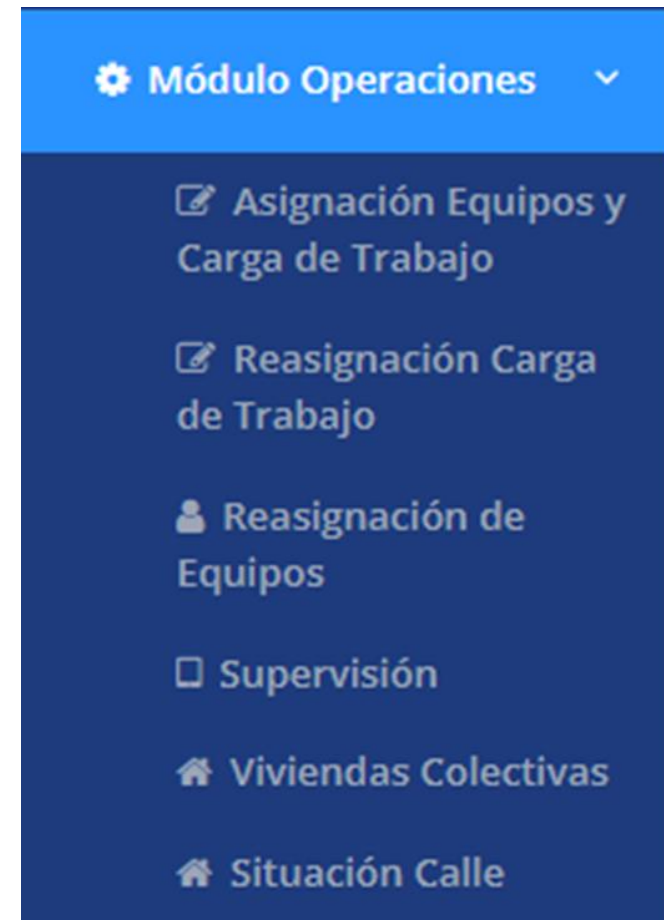 Módulo Operaciones
Asignación Equipos y
Carga de Trabajo
Reasignación Carga
de Trabajo
Reasignación de
Equipos
Supervisión
Viviendas Colectivas
Situación Calle